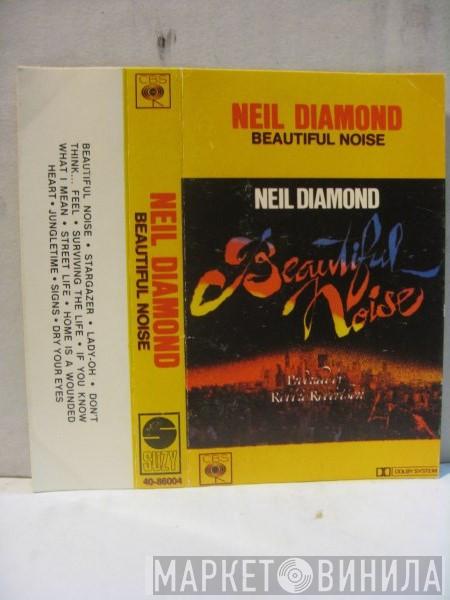 BEAUTIFUL NOISE • STARGAZER • LADY-OH • DON'T
THINK... FEEL • SURVIVING THE LIFE • IF YOU KNOW
WHAT I MEAN • STREET LIFE • HOME IS A WOUNDED
HEART • JUNGLETIME • SIGNS • DRY YOUR EYES
CBS
NEIL DIAMOND
BEAUTIFUL NOISE
S
SUZY
40-86004
NEIL DIAMOND
BEAUTIFUL NOISE
NEIL DIAMOND
Beautiful
Noise
Produced by
Robbie Robertson
CBS
DOLBY SYSTEM
МАРКЕТ ВИНИЛА